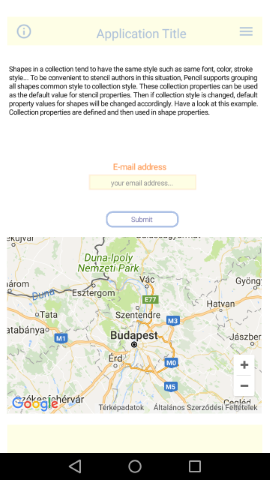 Application Title
Shapes in a collection tend to have the same style such as same font, color, stroke
style... To be convenient to stencil authors in this situation, Pencil supports grouping
all shapes common style to collection style. These collection properties can be used
as the default value for stencil properties. Then if collection style is changed, default
property values for shapes will be changed accordingly. Have a look at this example.
Collection properties are defined and then used in shape properties.
E-mail address
your email address...
Submit
Duna-Ipoly
Nemzeti Park
Vác
Duna
Esztergom
E77
Gödöllő
Hatvan
Tata
Szentendre
M3
atabánya
M1
Jászber
Budapest
Érd
M0
M5
Cegléd
zékesfehérvár
Google
Térképadatok
Általános Szerződési Feltételek